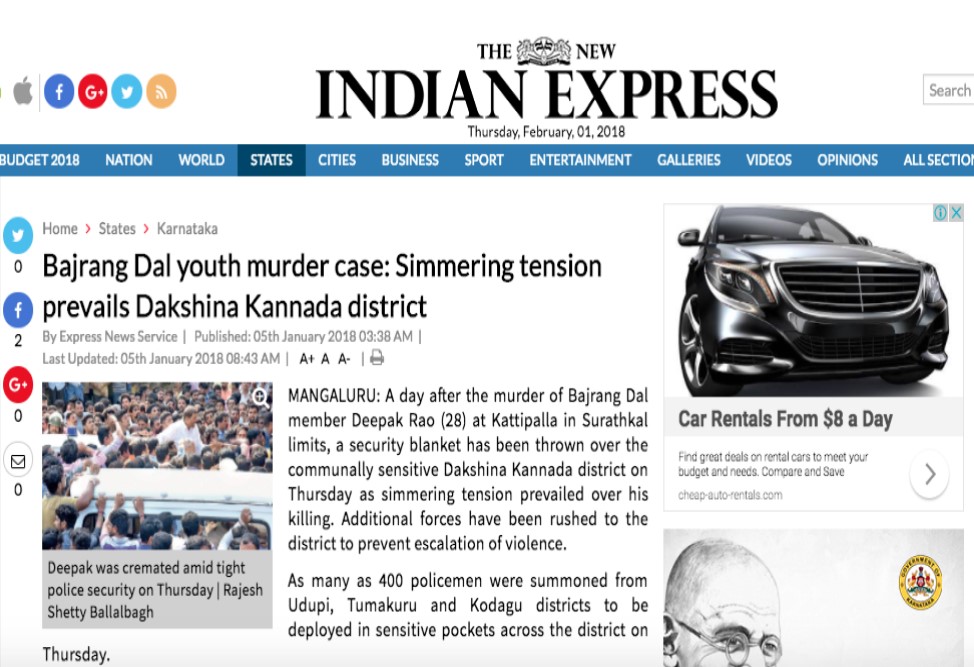 THE NEW
INDIAN EXPRESS
Thursday, February, 01, 2018
Search
BUDGET 2018 NATION WORLD STATES CITIES BUSINESS SPORT ENTERTAINMENT GALLERIES VIDEOS OPINIONS ALL SECTION
Home > States > Karnataka
Bajrang Dal youth murder case: Simmering tension
prevails Dakshina Kannada district
By Express News Service | Published: 05th January 2018 03:38 AM |
Last Updated: 05th January 2018 08:43 AM | A+ A A- |
0
2
0
0
Deepak was cremated amid tight
police security on Thursday | Rajesh
Shetty Ballalbagh
MANGALURU: A day after the murder of Bajrang Dal
member Deepak Rao (28) at Kattipalla in Surathkal
limits, a security blanket has been thrown over the
communally sensitive Dakshina Kannada district on
Thursday as simmering tension prevailed over his
killing. Additional forces have been rushed to the
district to prevent escalation of violence.
As many as 400 policemen were summoned from
Udupi, Tumakuru and Kodagu districts to be
deployed in sensitive pockets across the district on
Thursday.
Car Rentals From $8 a Day
Find great deals on rental cars to meet your
budget and needs. Compare and Save
cheap-auto-rentals.com
GOVERNMENT OF
KARNATAKA